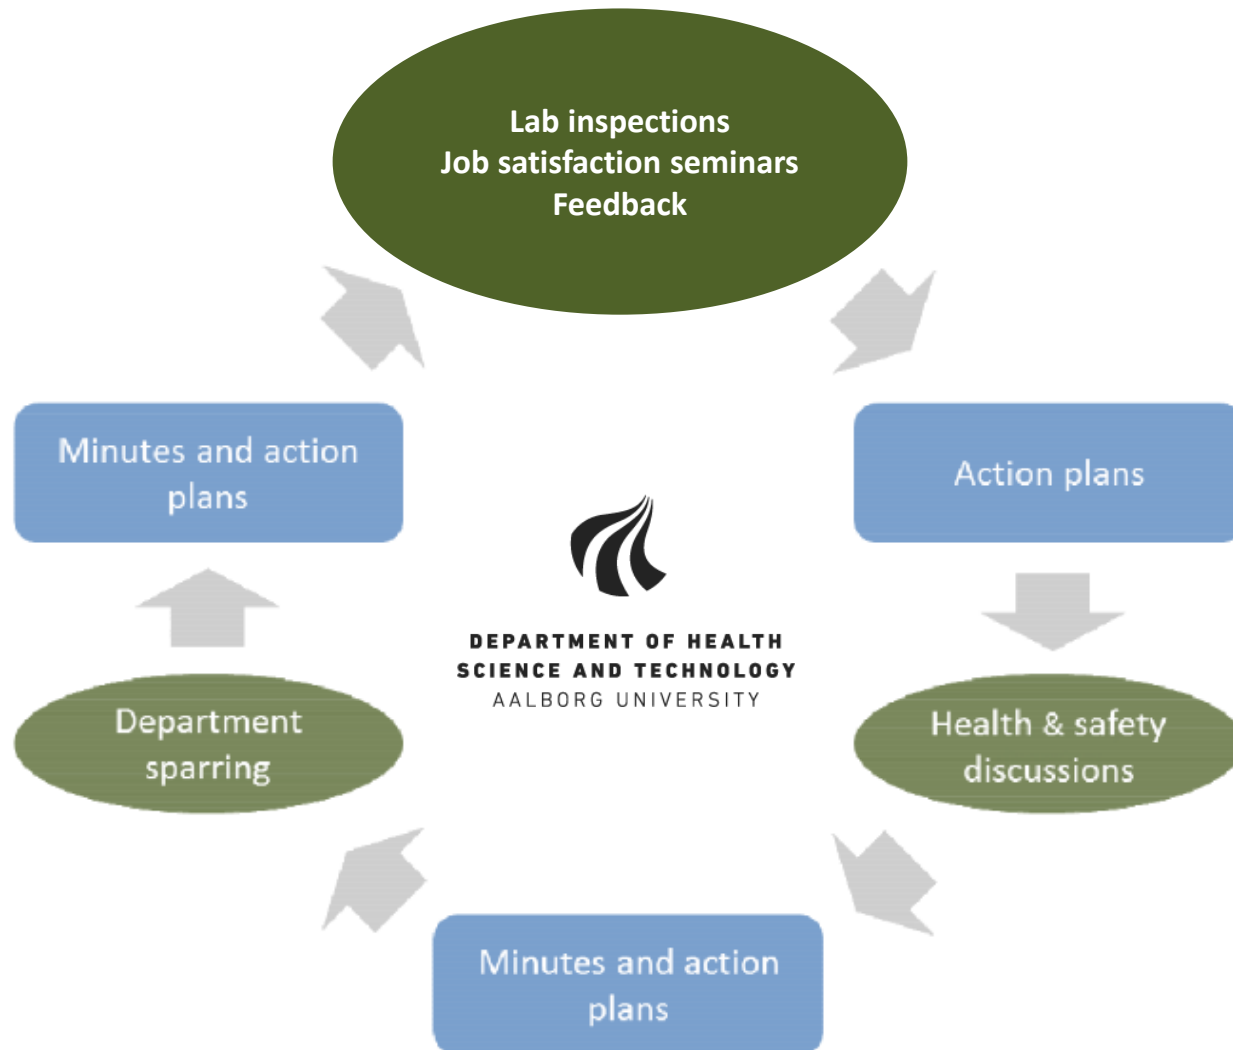 Lab inspections
Job satisfaction seminars
Feedback
Minutes and action
plans
Action plans
DEPARTMENT OF HEALTH
SCIENCE AND TECHNOLOGY
AALBORG UNIVERSITY
Department
sparring
Health & safety
discussions
Minutes and action
plans